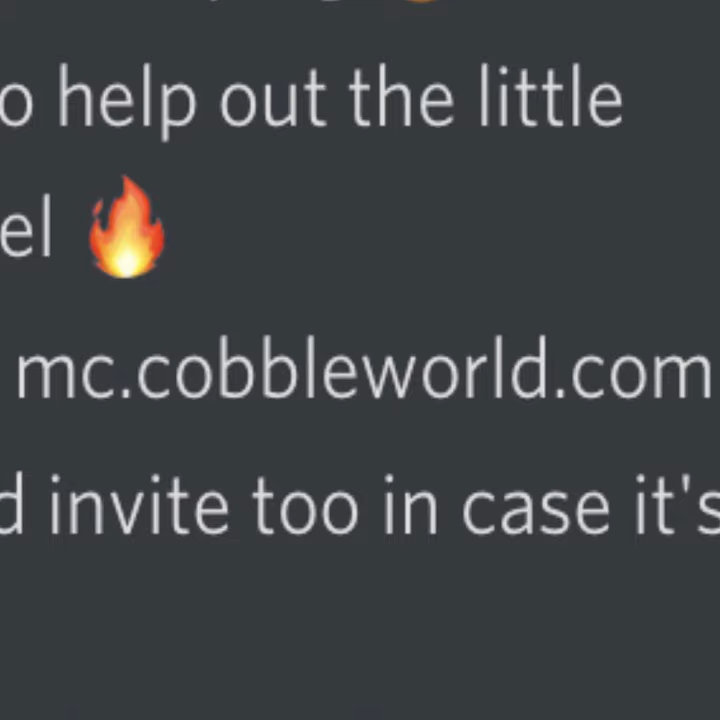 o help out the little
el 🔥
mc.cobbleworld.com
d invite too in case it's